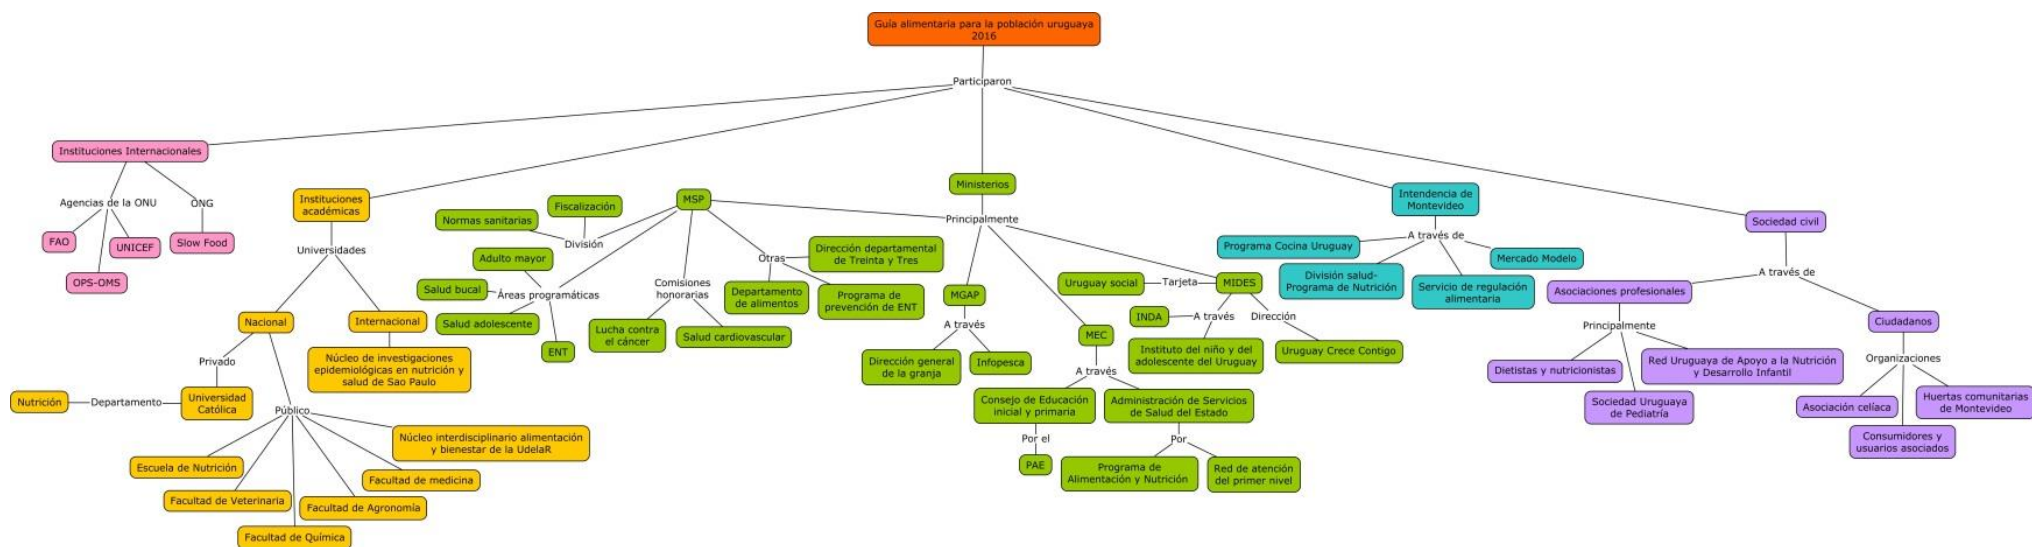 Guía alimentaria para la población uruguaya
2016
Participaron
Instituciones Internacionales
Agencias de la ONU
ONG
FAO
UNICEF
Slow Food
OPS-OMS
Instituciones
académicas
Universidades
Nacional
Internacional
Privado
Núcleo de investigaciones
epidemiológicas en nutrición y
salud de Sao Paulo
Nutrición
Departamento
Universidad
Católica
Público
Núcleo interdisciplinario alimentación
y bienestar de la UdelaR
Escuela de Nutrición
Facultad de medicina
Facultad de Veterinaria
Facultad de Agronomía
Facultad de Química
Ministerios
Principalmente
MSP
Fiscalización
Normas sanitarias
División
Adulto mayor
Salud bucal
Áreas programáticas
Salud adolescente
ENT
Comisiones
honorarias
Lucha contra
el cáncer
Salud cardiovascular
Otras
Dirección departamental
de Treinta y Tres
Departamento
de alimentos
Programa de
prevención de ENT
MGAP
A través
Dirección general
de la granja
Infopesca
MEC
A través
Consejo de Educación
inicial y primaria
Administración de Servicios
de Salud del Estado
Por el
PAE
Por
Programa de
Alimentación y Nutrición
Red de atención
del primer nivel
MIDES
Tarjeta
Uruguay social
A través
INDA
Instituto del niño y del
adolescente del Uruguay
Dirección
Uruguay Crece Contigo
Intendencia de
Montevideo
A través de
Programa Cocina Uruguay
Mercado Modelo
División salud-
Programa de Nutrición
Servicio de regulación
alimentaria
Sociedad civil
A través de
Asociaciones profesionales
Principalmente
Dietistas y nutricionistas
Red Uruguaya de Apoyo a la Nutrición
y Desarrollo Infantil
Sociedad Uruguaya
de Pediatría
Ciudadanos
Organizaciones
Asociación celíaca
Huertas comunitarias
de Montevideo
Consumidores y
usuarios asociados